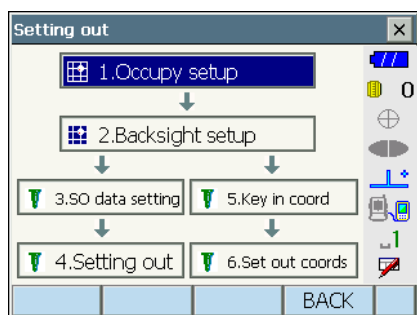 Setting out
1.Occupy setup
0
2.Backsight setup
3.SO data setting
5.Key in coord
4.Setting out
6.Set out coords
1
BACK